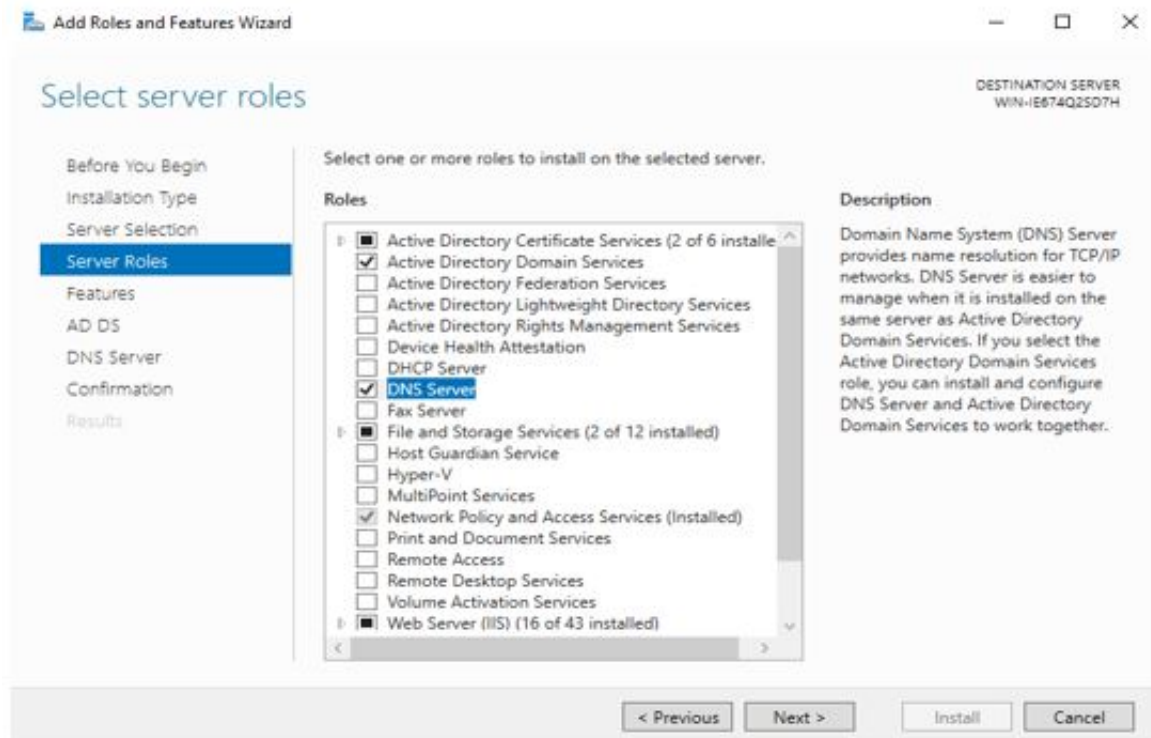 Add Roles and Features Wizard
Select server roles
DESTINATION SERVER
WIN-IE674Q2SD7H
Before You Begin
Installation Type
Server Selection
Server Roles
Features
AD DS
DNS Server
Confirmation
Results
Select one or more roles to install on the selected server.
Roles
Active Directory Certificate Services (2 of 6 installe
Active Directory Domain Services
Active Directory Federation Services
Active Directory Lightweight Directory Services
Active Directory Rights Management Services
Device Health Attestation
DHCP Server
DNS Server
Fax Server
File and Storage Services (2 of 12 installed)
Host Guardian Service
Hyper-V
MultiPoint Services
Network Policy and Access Services (Installed)
Print and Document Services
Remote Access
Remote Desktop Services
Volume Activation Services
Web Server (IIS) (16 of 43 installed)
Description
Domain Name System (DNS) Server
provides name resolution for TCP/IP
networks. DNS Server is easier to
manage when it is installed on the
same server as Active Directory
Domain Services. If you select the
Active Directory Domain Services
role, you can install and configure
DNS Server and Active Directory
Domain Services to work together.
< Previous
Next >
Install
Cancel